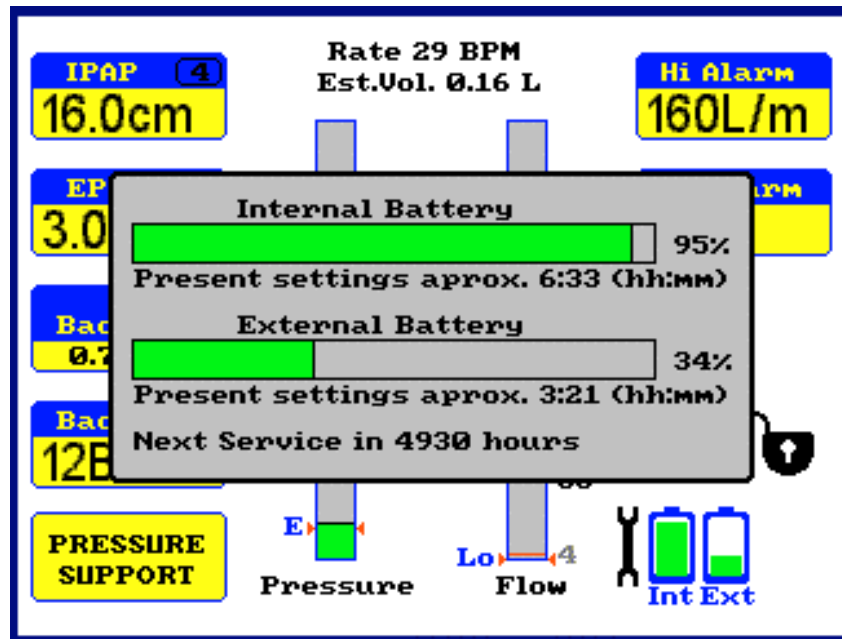 Rate 29 BPM
Est.Vol. 0.16 L
IPAP 4
16.0cm
Hi Alarm
160L/m
3.0
Internal Battery
95%
Present settings aprox. 6:33 (hh:mm)
External Battery
34%
Present settings aprox. 3:21 (hh:mm)
Next Service in 4930 hours
PRESSURE
SUPPORT
E
Pressure
Lo
4
Flow
Int Ext